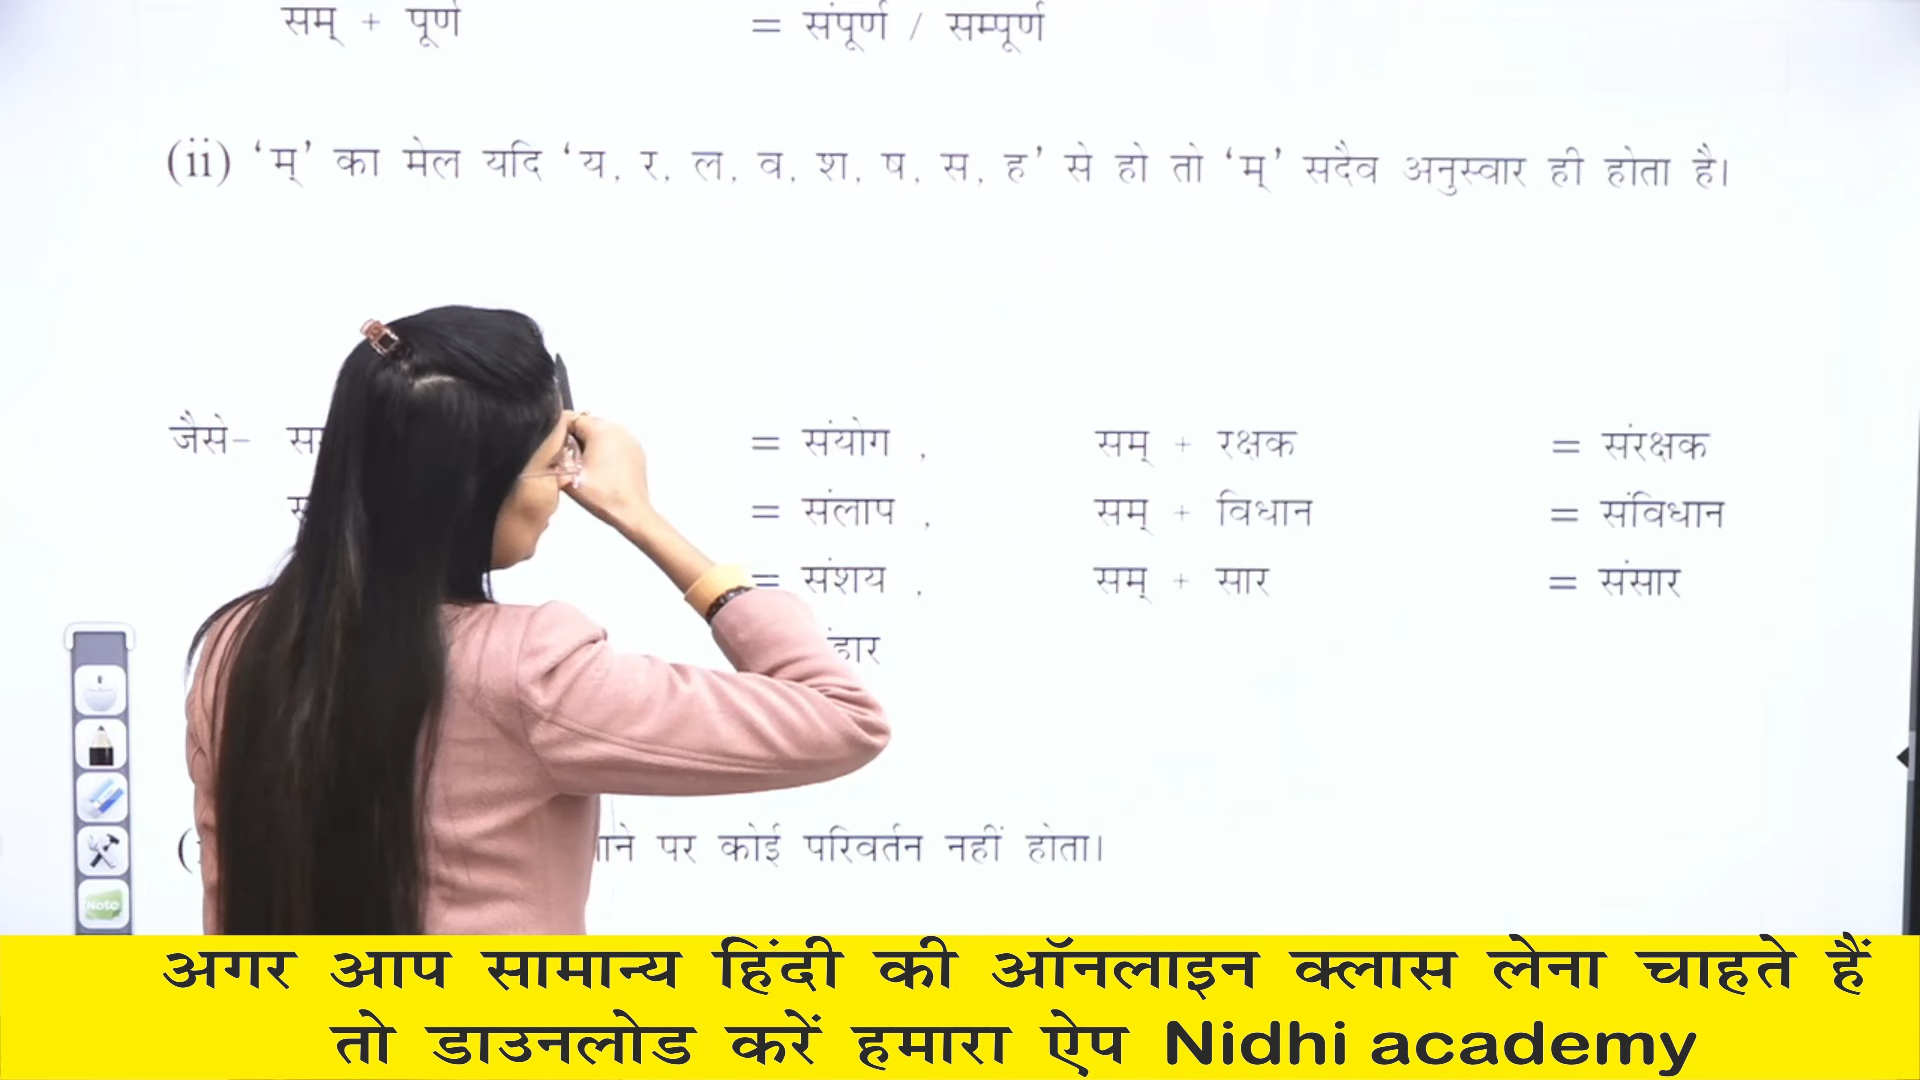 सम् + पूर्ण = संपूर्ण / सम्पूर्ण
(ii) ‘म्’ का मेल यदि ‘य, र, ल, व, श, ष, स, ह’ से हो तो ‘म्’ सदैव अनुस्वार ही होता है।
जैसे- = संयोग , सम् + रक्षक = संरक्षक
= संलाप , सम् + विधान = संविधान
= संशय , सम् + सार = संसार
पर कोई परिवर्तन नहीं होता।
Note
अगर आप सामान्य हिंदी की ऑनलाइन क्लास लेना चाहते हैं
तो डाउनलोड करें हमारा ऐप Nidhi academy